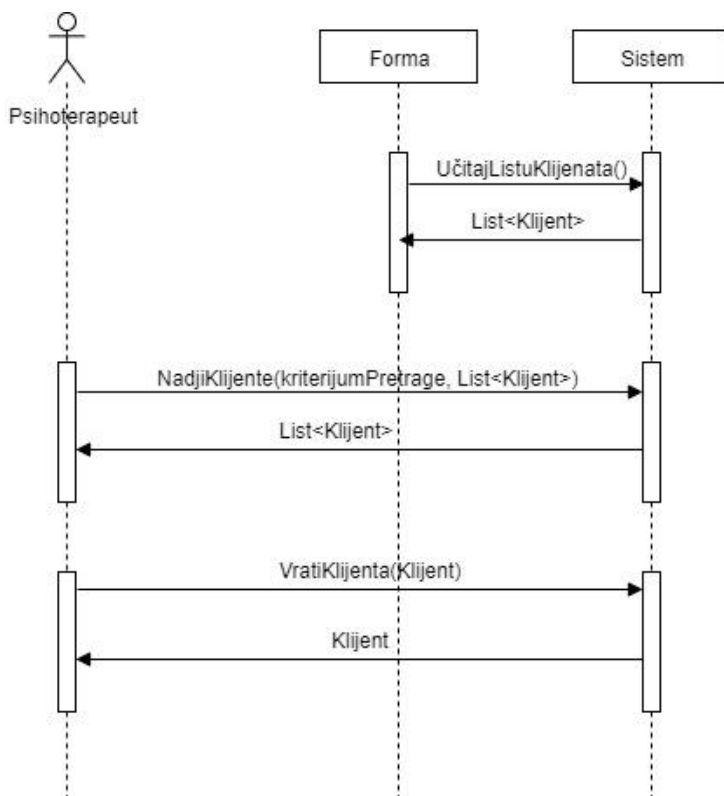 Forma
Sistem
Psihoterapeut
UčitajListuKlijenata()
List<Klijent>
NadjiKlijente(kriterijumPretrage, List<Klijent>)
List<Klijent>
VratiKlijenta(Klijent)
Klijent